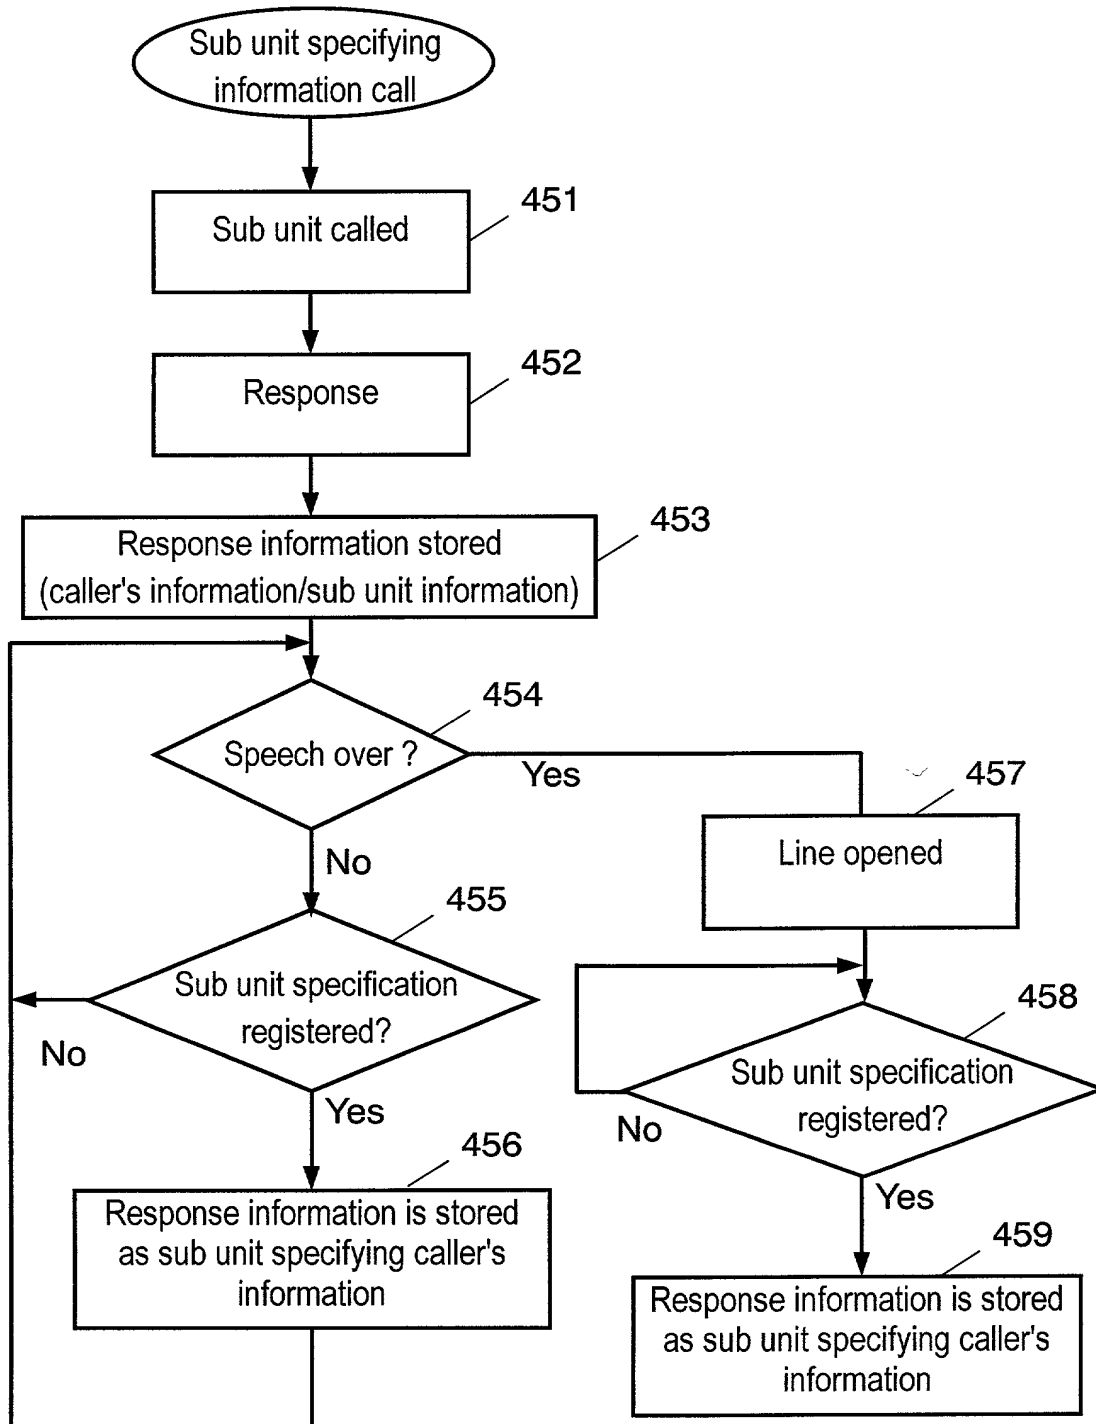 Sub unit specifying
information call
451
Sub unit called
452
Response
453
Response information stored
(caller's information/sub unit information)
454
Speech over ?
Yes
No
455
Sub unit specification
registered?
No
Yes
456
Response information is stored
as sub unit specifying caller's
information
457
Line opened
458
Sub unit specification
registered?
No
Yes
459
Response information is stored
as sub unit specifying caller's
information